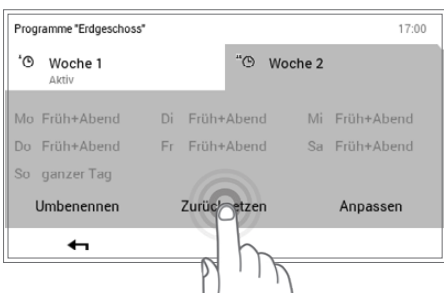 Programme "Erdgeschoss" 17:00
Woche 1 Woche 2
Aktiv
Mo Früh+Abend Di Früh+Abend Mi Früh+Abend
Do Früh+Abend Fr Früh+Abend Sa Früh+Abend
So ganzer Tag
Umbenennen Zurücksetzen Anpassen